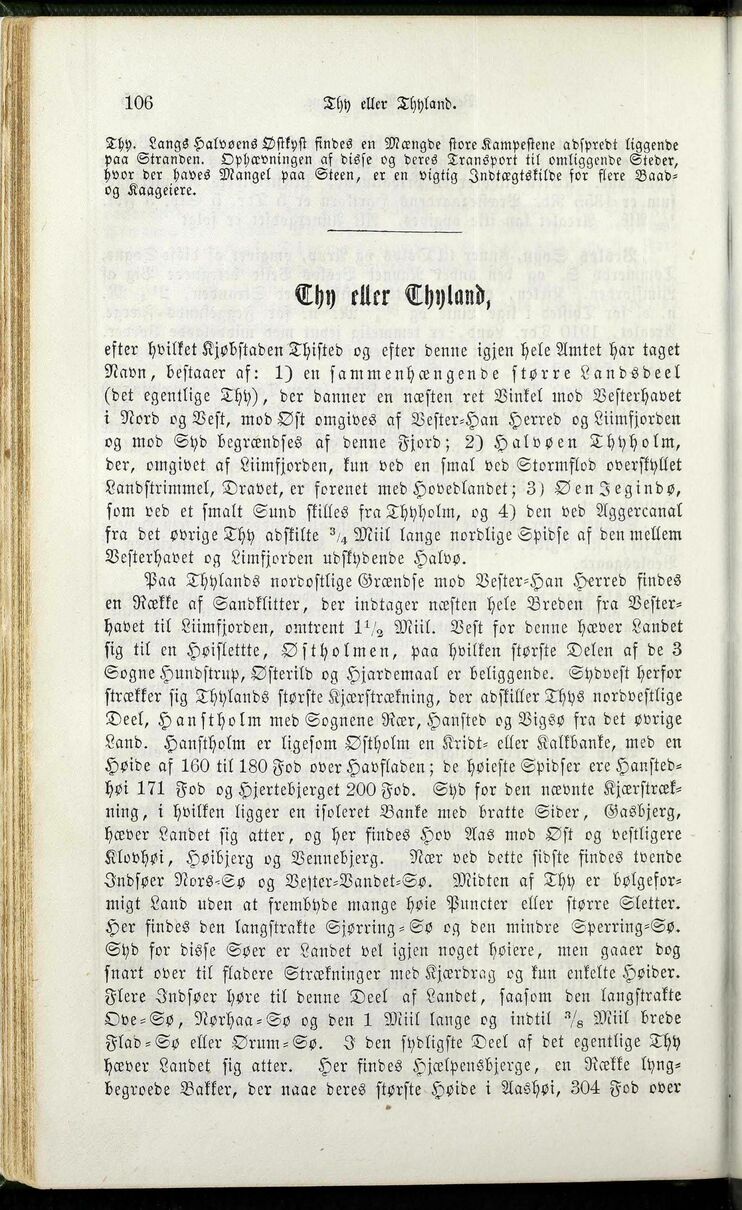 106 Thy eller Thyland.
Thy. Langs Halvøens Østkyst findes en Mængde store Kampestene adspredt liggende
paa Stranden. Ophævningen af disse og deres Transport til omliggende Steder,
hvor der haves Mangel paa Steen, er en vigtig Indtægtskilde for flere Baad-
og Kaageiere.
Thy eller Thyland,
efter hvilket Kjøbstaden Thisted og efter denne igjen hele Amtet har taget
Navn, bestaaer af: 1) en sammenhængende større Landsdeel
(det egentlige Thy), der danner en næsten ret Vinkel mod Vesterhavet
i Nord og Vest, mod Øst omgives af Vester-Han Herred og Liimfjorden
og mod Syd begrændses af denne Fjord; 2) Halvøen Thyholm,
der, omgivet af Liimfjorden, kun ved en smal ved Stormflod overskyllet
Landstrimmel, Dravet, er forenet med Hovedlandet; 3) Øen Jegindø,
som ved et smalt Sund skilles fra Thyholm, og 4) den ved Aggercanal
fra det øvrige Thy adskilte 3/4 Miil lange nordlige Spidse af den mellem
Vesterhavet og Limfjorden udskydende Halvø.
Paa Thylands nordostlige Grændse mod Vester-Han Herred findes
en Række af Sandklitter, der indtager næsten hele Breden fra Vester-
havet til Liimfjorden, omtrent 1 1/2 Miil. Vest for denne hæver Landet
sig til en Høislettte, Østholmen, paa hvilken største Delen af de 3
Sogne Hundstrup, Østerild og Hjardemaal er beliggende. Sydvest herfor
strækker sig Thylands største Kjærstrækning, der adskiller Thys nordvestlige
Deel, Hanstholm med Sognene Ræer, Hansted og Vigsø fra det øvrige
Land. Hanstholm er ligesom Østholm en Kridt- eller Kalkbanke, med en
Høide af 160 til 180 Fod over Havfladen; de høieste Spidser ere Hansted-
høi 171 Fod og Hjertebjerget 200 Fod. Syd for den nævnte Kjærstræk-
ning, i hvilken ligger en isoleret Banke med bratte Sider, Gasbjerg,
hæver Landet sig atter, og her findes Hov Aas mod Øst og vestligere
Klovhøi, Høibjerg og Vennebjerg. Nær ved dette sidste findes tvende
Indsøer Nors-Sø og Vester-Vandet-Sø. Midten af Thy er bølgefor-
migt Land uden at frembyde mange høie Puncter eller større Sletter.
Her findes den langstrakte Sjørring-Sø og den mindre Sperring-Sø.
Syd for disse Søer er Landet vel igjen noget høiere, men gaaer dog
snart over til fladere Strækninger med Kjærdrag og kun enkelte Høider.
Flere Indsøer høre til denne Deel af Landet, saasom den langstrakte
Ove-Sø, Nørhaa-Sø og den 1 Miil lange og indtil 3/8 Miil brede
Flad-Sø eller Ørum-Sø. I den sydligste Deel af det egentlige Thy
hæver Landet sig atter. Her findes Hjælpensbjerge, en Række lyng-
begroede Bakker, der naae deres største Høide i Aashøi, 304 Fod over